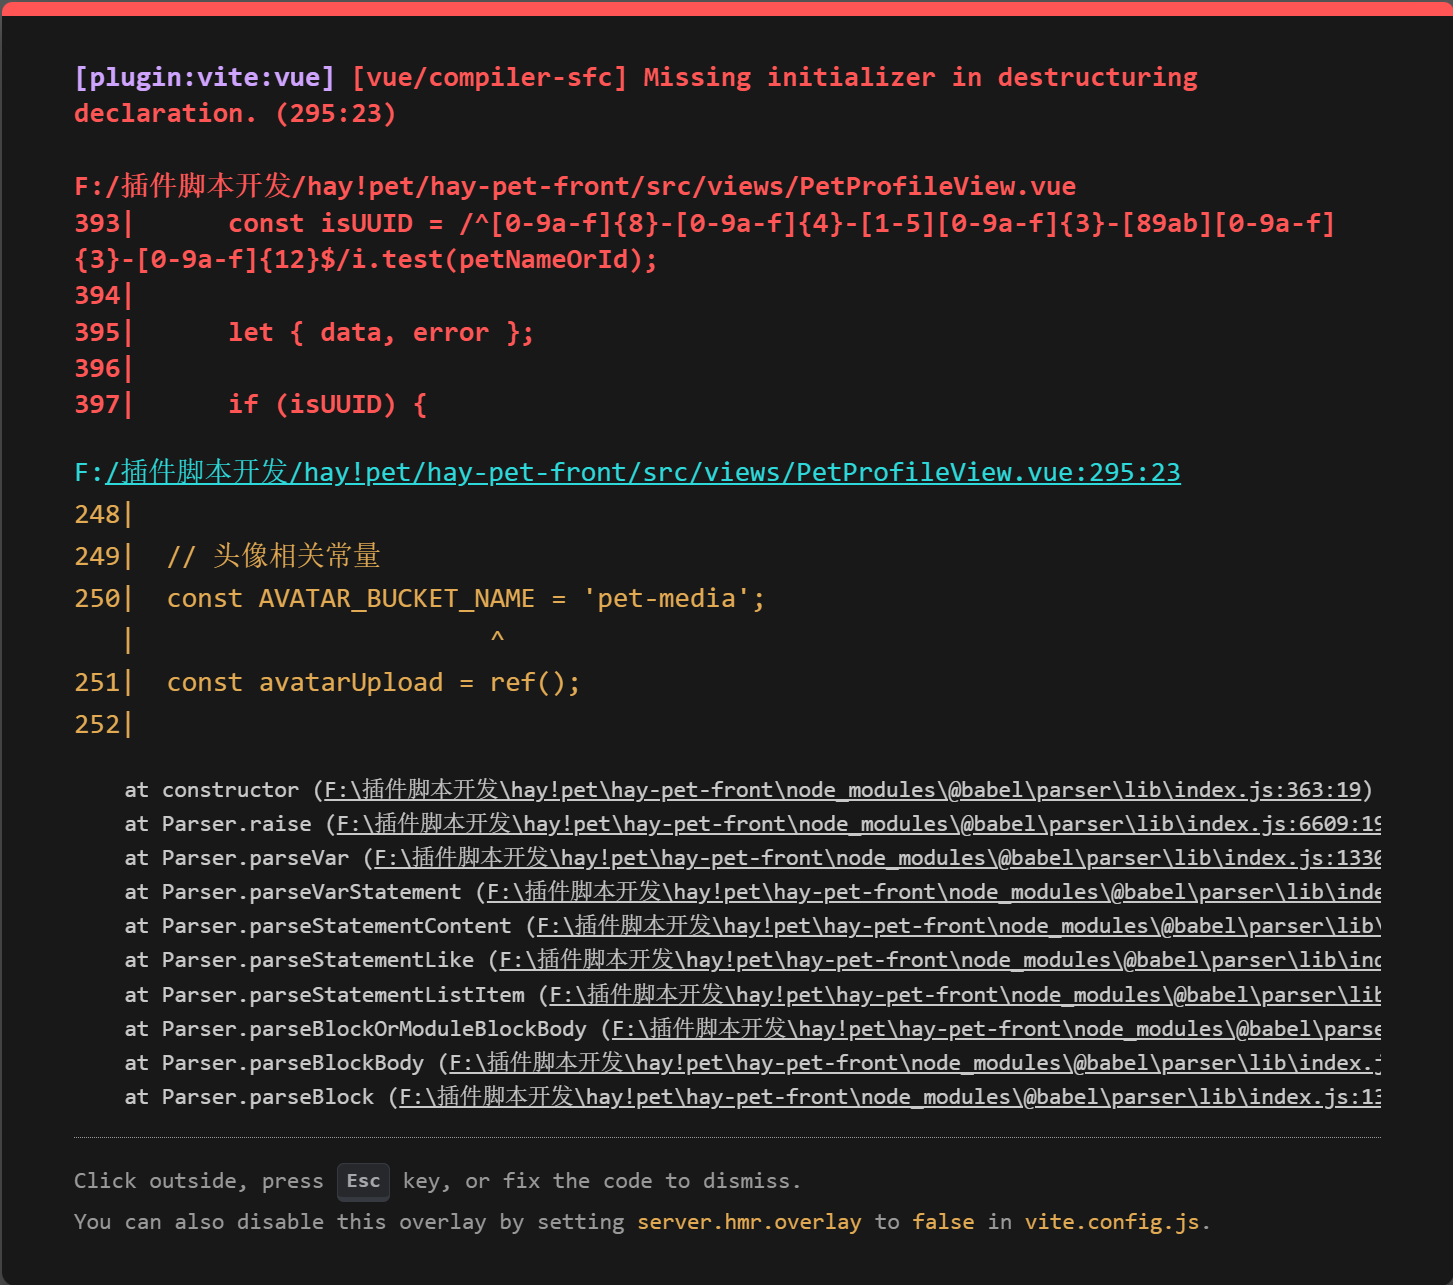 [plugin:vite:vue] [vue/compiler-sfc] Missing initializer in destructuring
declaration. (295:23)
F:/插件脚本开发/hay!pet/hay-pet-front/src/views/PetProfileView.vue
393|      const isUUID = /^[0-9a-f]{8}-[0-9a-f]{4}-[1-5][0-9a-f]{3}-[89ab][0-9a-f]
{3}-[0-9a-f]{12}$/i.test(petNameOrId);
394|
395|      let { data, error };
396|
397|      if (isUUID) {
F:/插件脚本开发/hay!pet/hay-pet-front/src/views/PetProfileView.vue:295:23
248|
249|  // 头像相关常量
250|  const AVATAR_BUCKET_NAME = 'pet-media';
   |                       ^
251|  const avatarUpload = ref();
252|
at constructor (F:\插件脚本开发\hay!pet\hay-pet-front\node_modules\@babel\parser\lib\index.js:363:19)
at Parser.raise (F:\插件脚本开发\hay!pet\hay-pet-front\node_modules\@babel\parser\lib\index.js:6609:19
at Parser.parseVar (F:\插件脚本开发\hay!pet\hay-pet-front\node_modules\@babel\parser\lib\index.js:1330
at Parser.parseVarStatement (F:\插件脚本开发\hay!pet\hay-pet-front\node_modules\@babel\parser\lib\inde
at Parser.parseStatementContent (F:\插件脚本开发\hay!pet\hay-pet-front\node_modules\@babel\parser\lib\
at Parser.parseStatementLike (F:\插件脚本开发\hay!pet\hay-pet-front\node_modules\@babel\parser\lib\ind
at Parser.parseStatementListItem (F:\插件脚本开发\hay!pet\hay-pet-front\node_modules\@babel\parser\lib
at Parser.parseBlockOrModuleBlockBody (F:\插件脚本开发\hay!pet\hay-pet-front\node_modules\@babel\parse
at Parser.parseBlockBody (F:\插件脚本开发\hay!pet\hay-pet-front\node_modules\@babel\parser\lib\index.j
at Parser.parseBlock (F:\插件脚本开发\hay!pet\hay-pet-front\node_modules\@babel\parser\lib\index.js:13
Click outside, press Esc key, or fix the code to dismiss.
You can also disable this overlay by setting server.hmr.overlay to false in vite.config.js.